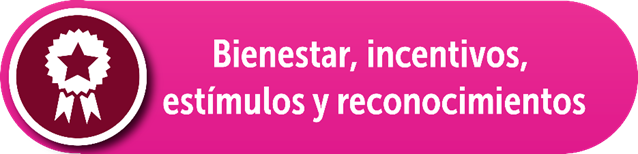 Bienestar, incentivos,
estímulos y reconocimientos